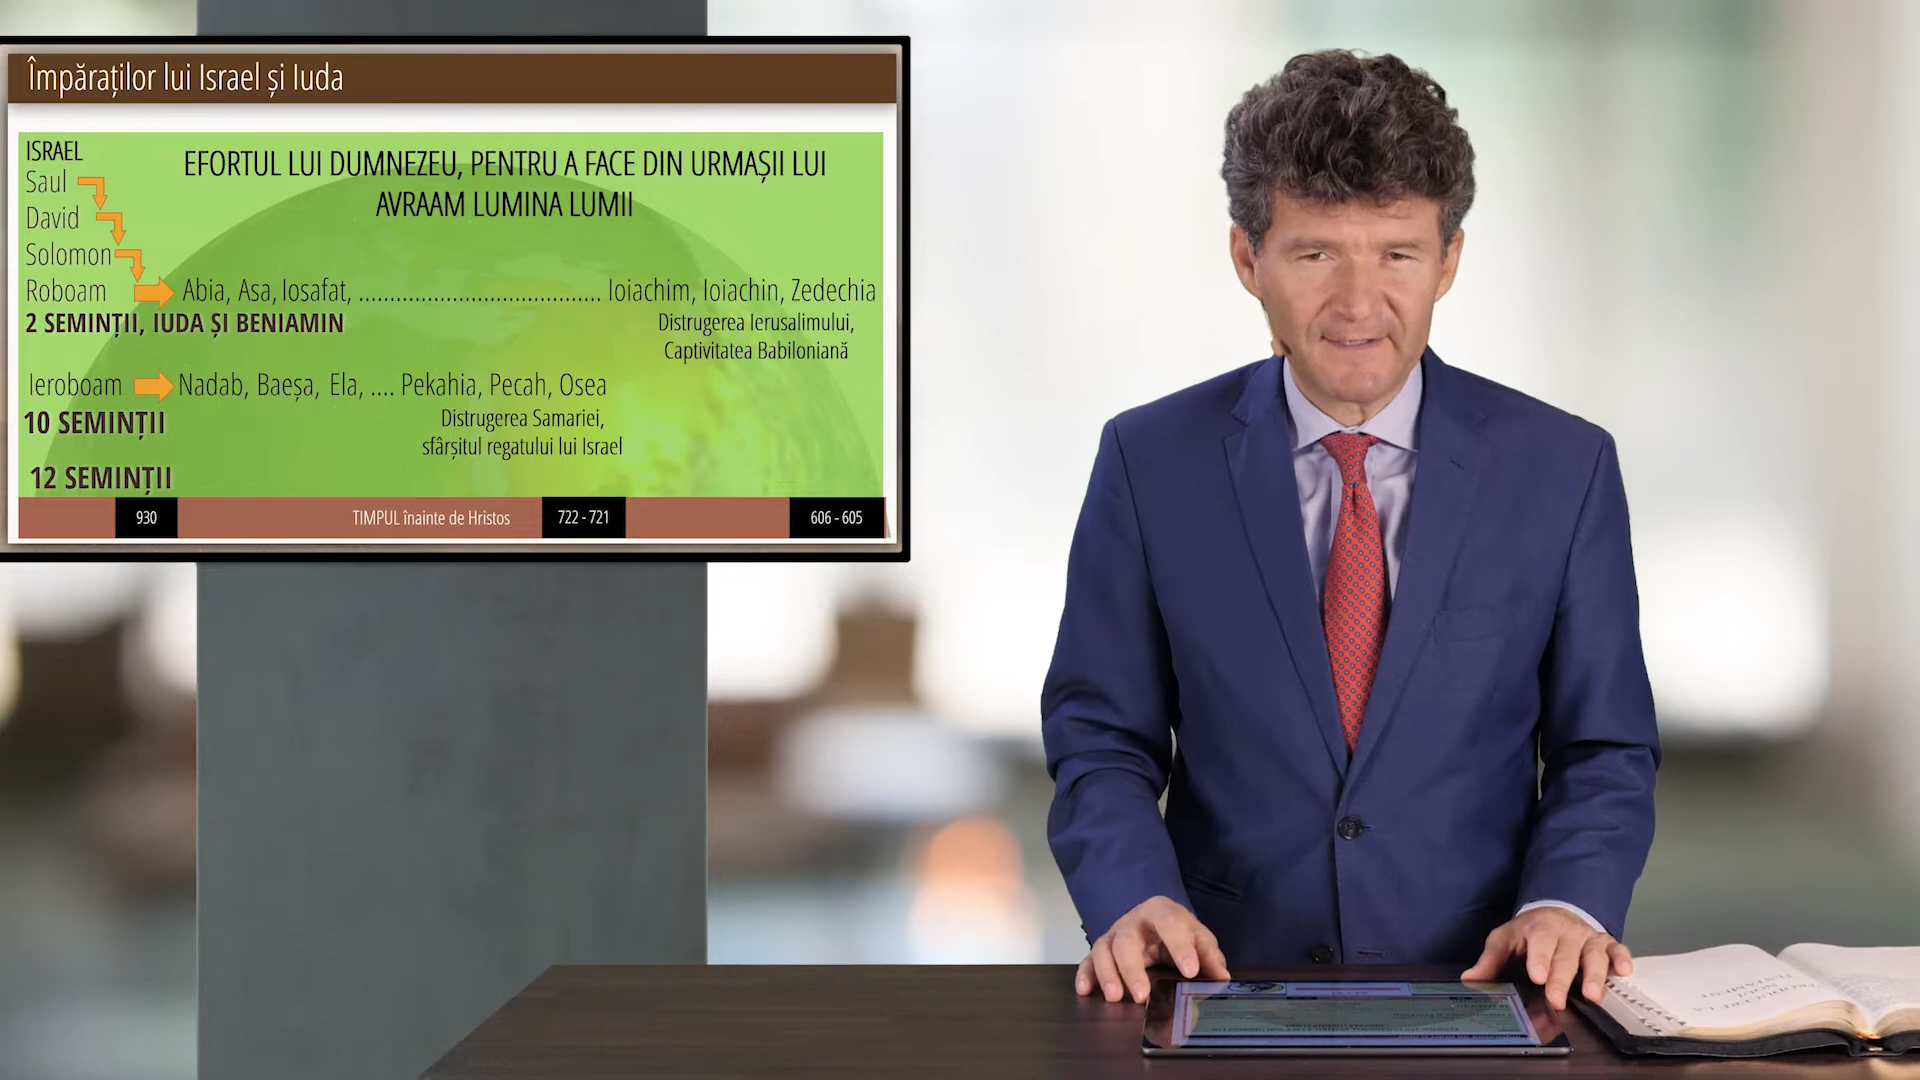 Împăraților lui Israel și Iuda
ISRAEL
EFORTUL LUI DUMNEZEU, PENTRU A FACE DIN URMAȘII LUI
AVRAAM LUMINA LUMII
Saul
David
Solomon
Roboam
Abia, Asa, Iosafat, ....................................... Ioiachim, Ioiachin, Zedechia
2 SEMINȚII, IUDA ȘI BENIAMIN
Distrugerea Ierusalimului,
Captivitatea Babiloniană
Ieroboam
Nadab, Baeșa, Ela, .... Pekahia, Pecah, Osea
10 SEMINȚII
Distrugerea Samariei,
sfârșitul regatului lui Israel
12 SEMINȚII
930
TIMPUL înainte de Hristos
722 - 721
606 - 605